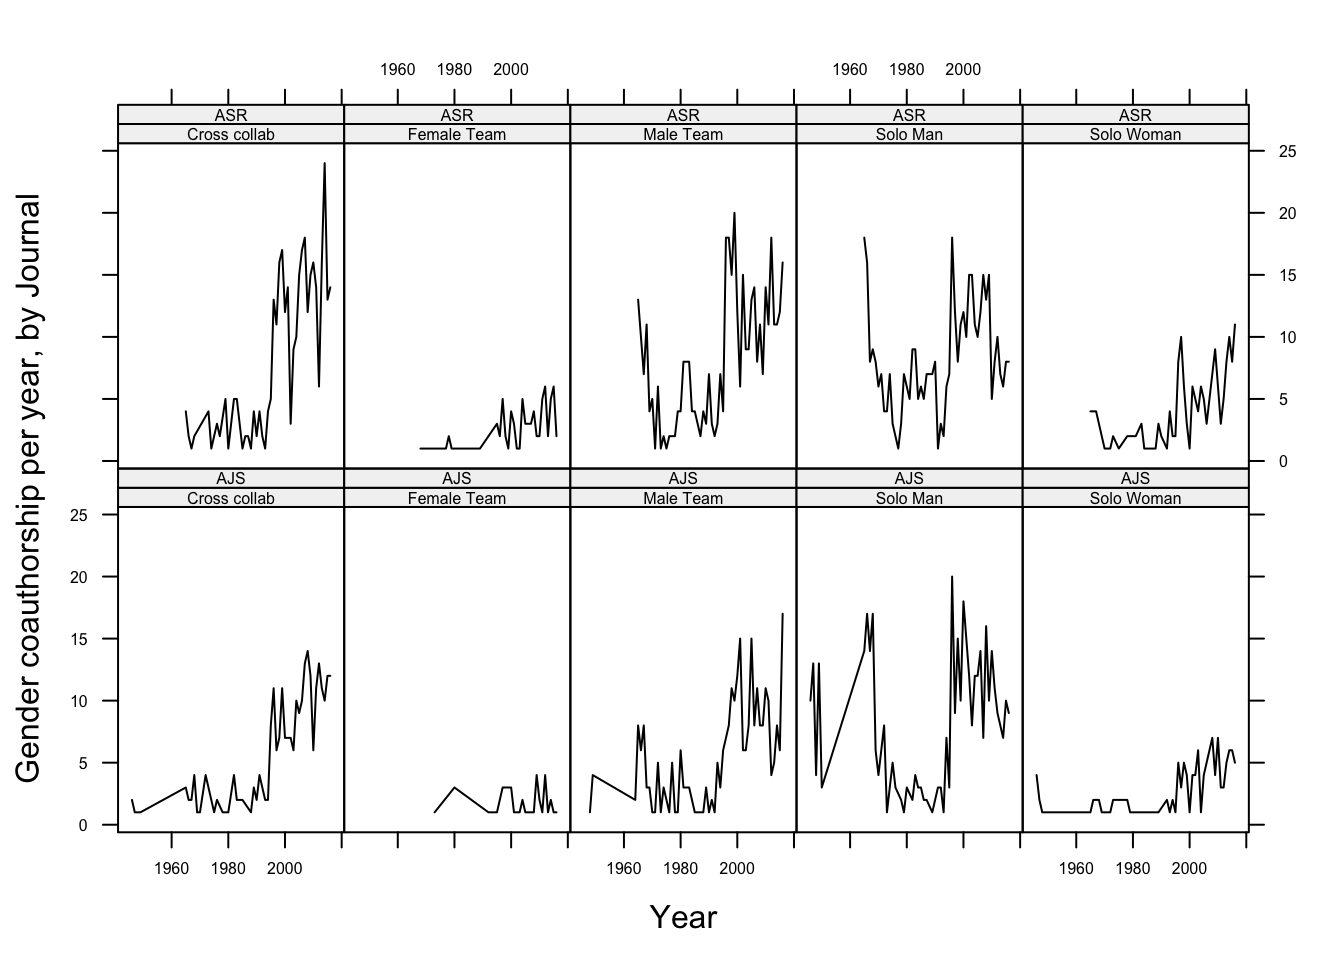 1960 1980 2000 1960 1980 2000
ASR ASR ASR ASR ASR
Cross collab Female Team Male Team Solo Man Solo Woman
25
20
15
10
5
0
AJS AJS AJS AJS AJS
Cross collab Female Team Male Team Solo Man Solo Woman
25
20
15
10
5
0
1960 1980 2000 1960 1980 2000 1960 1980 2000
Year
Gender coauthorship per year, by Journal